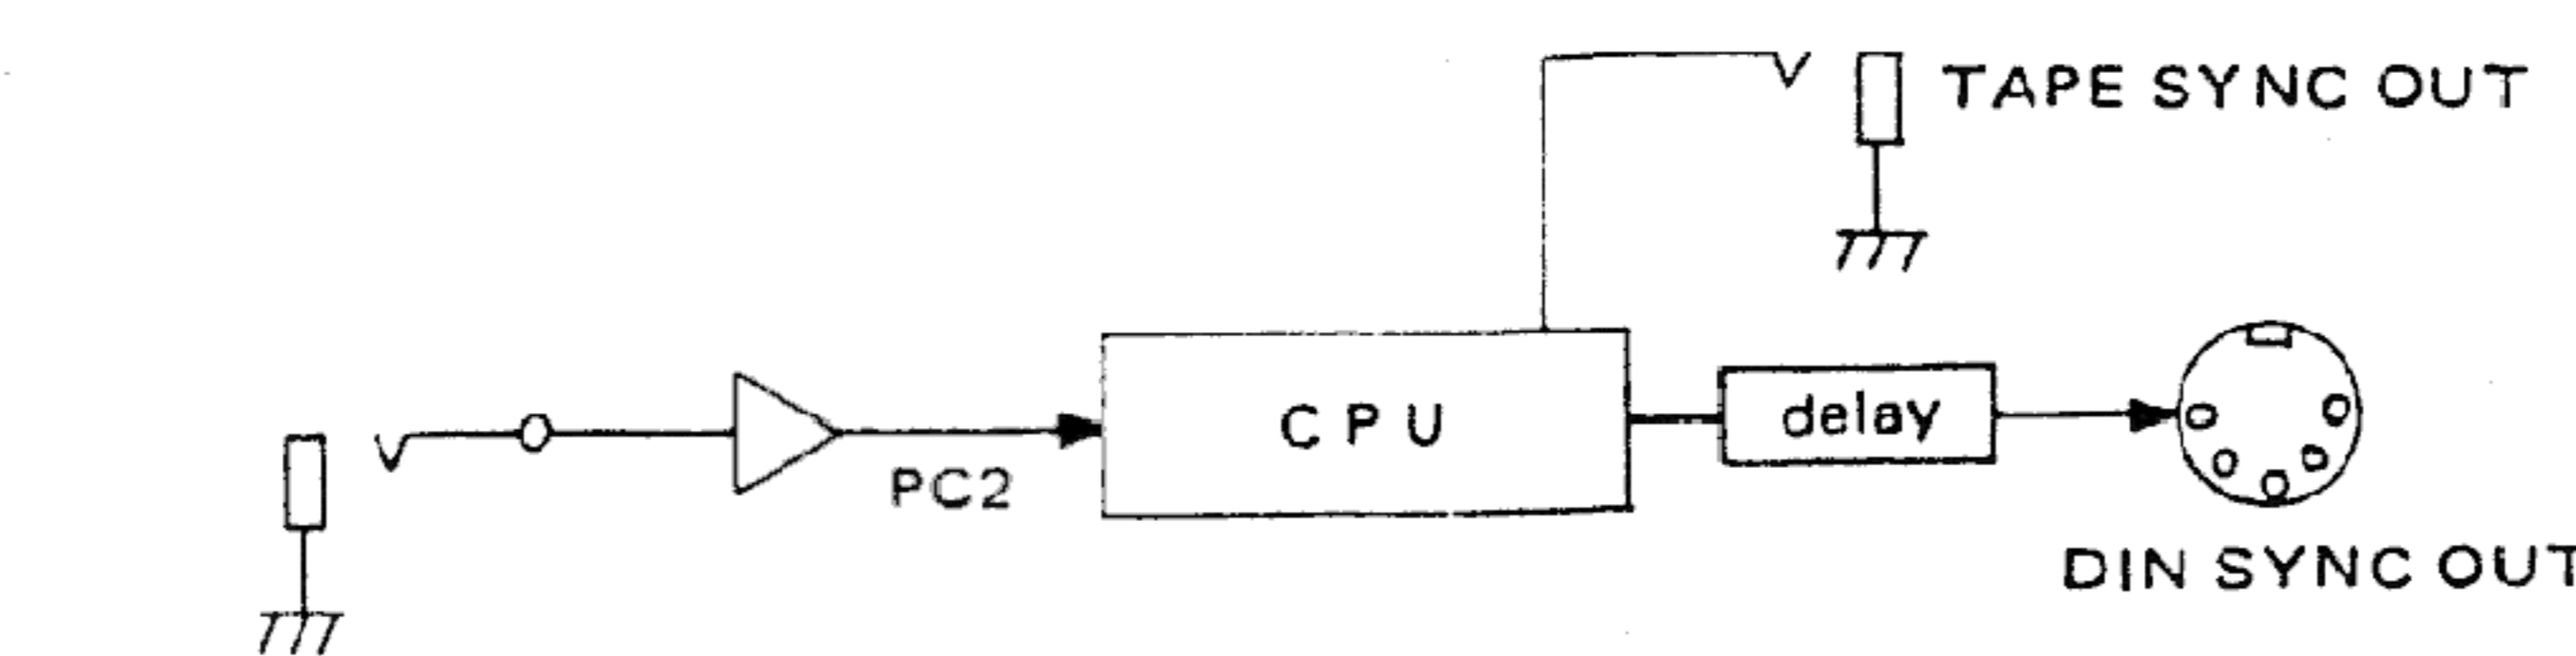 TAPE SYNC OUT
CPU
delay
PC2
DIN SYNC OUT